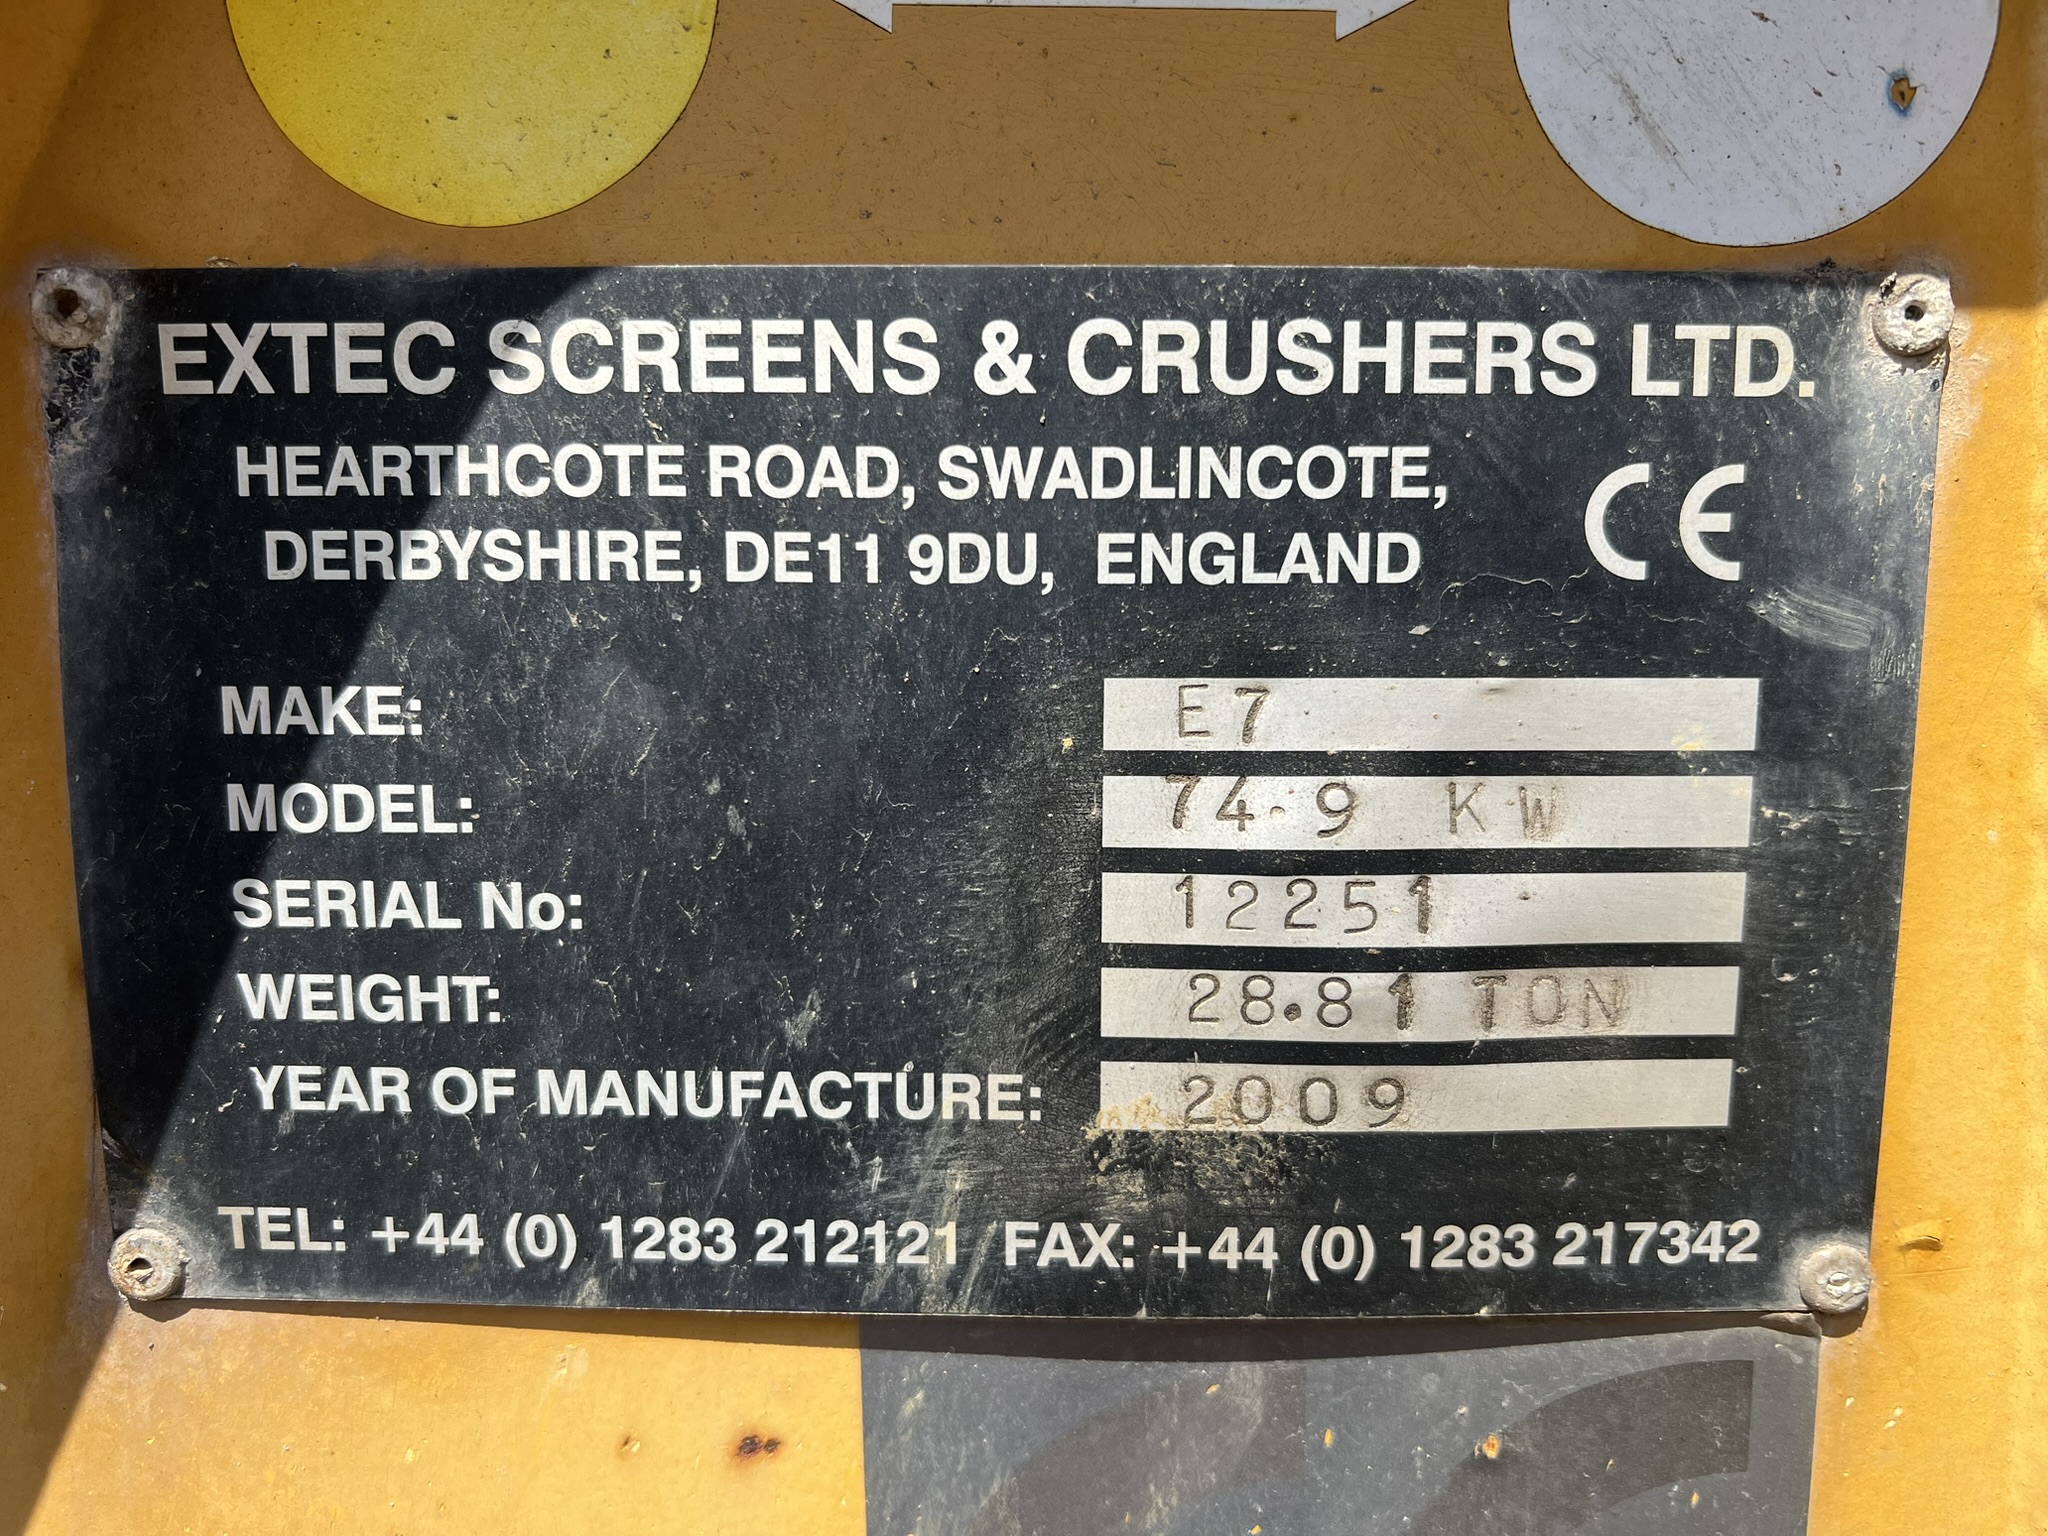 EXTEC SCREENS & CRUSHERS LTD.
HEARTHCOTE ROAD, SWADLINCOTE,
DERBYSHIRE, DE11 9DU, ENGLAND
CE
MAKE: E7
MODEL: 74.9 KW
SERIAL No: 12251
WEIGHT: 28.81 TON
YEAR OF MANUFACTURE: 2009
TEL: +44 (0) 1283 212121 FAX: +44 (0) 1283 217342